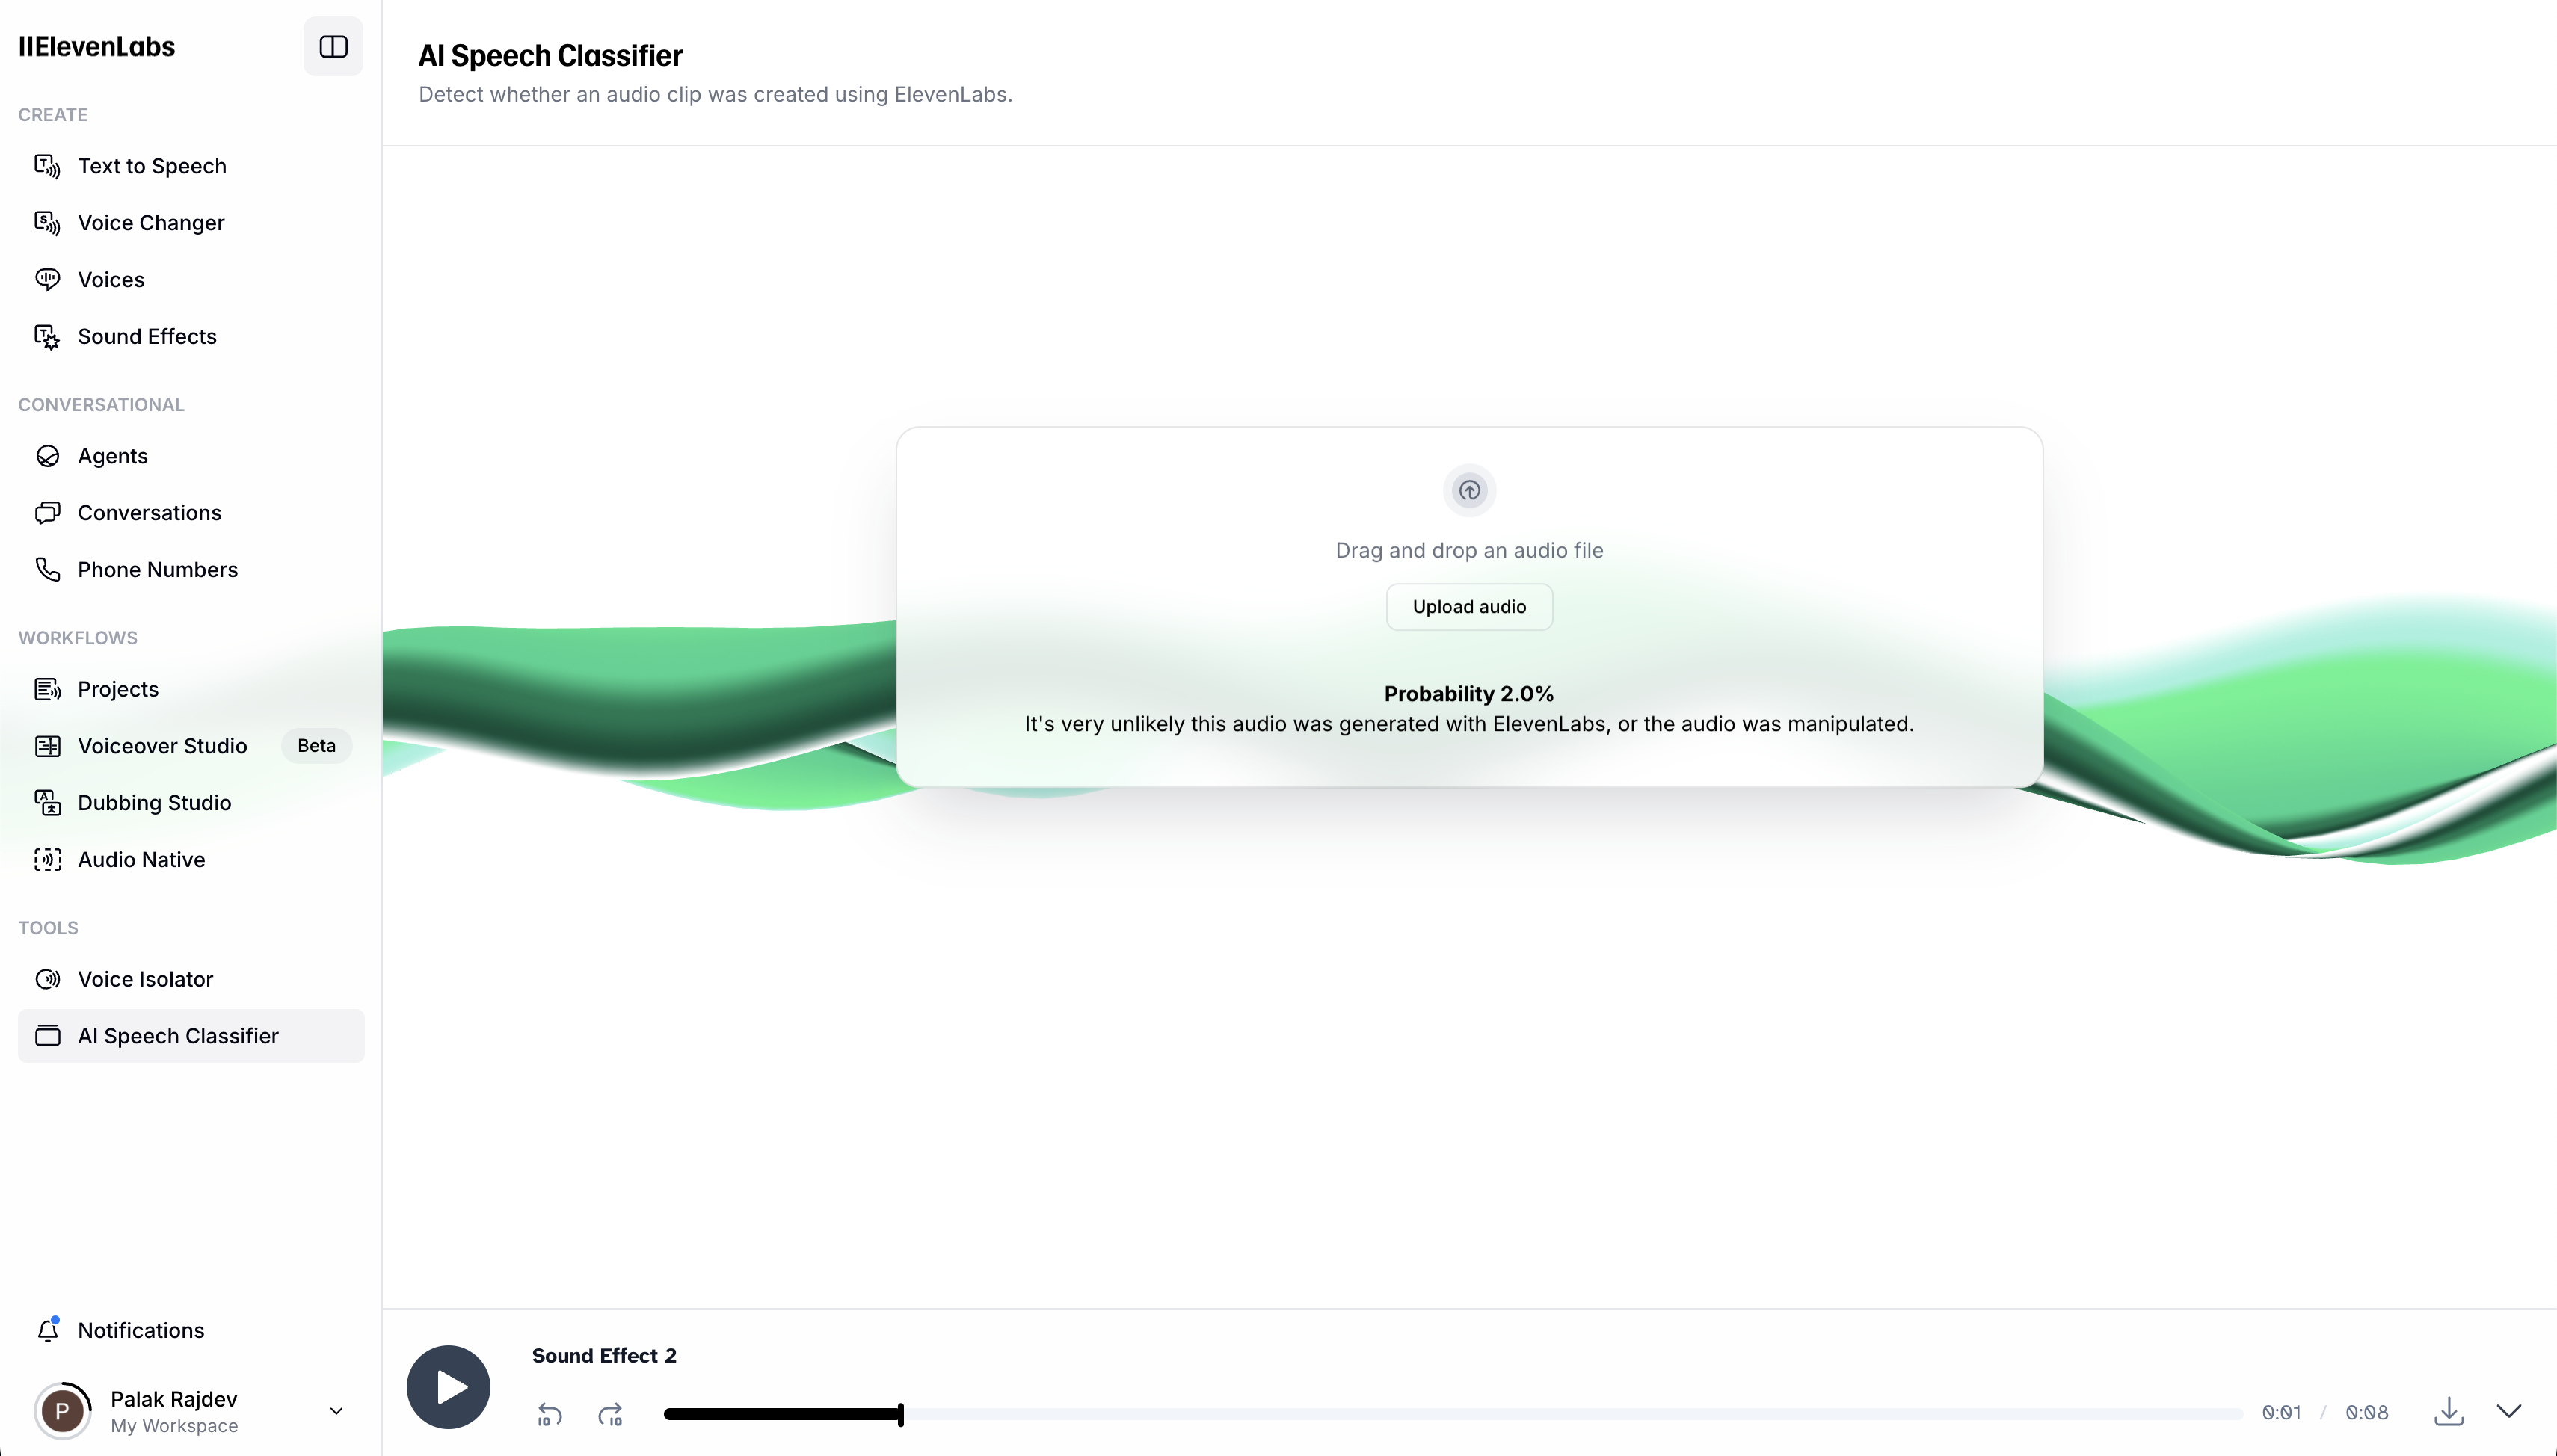 IIElevenLabs
CREATE
Text to Speech
Voice Changer
Voices
Sound Effects
CONVERSATIONAL
Agents
Conversations
Phone Numbers
WORKFLOWS
Projects
Voiceover Studio Beta
Dubbing Studio
Audio Native
TOOLS
Voice Isolator
AI Speech Classifier
Notifications
P
Palak Rajdev
My Workspace
AI Speech Classifier
Detect whether an audio clip was created using ElevenLabs.
Drag and drop an audio file
Upload audio
Probability 2.0%
It's very unlikely this audio was generated with ElevenLabs, or the audio was manipulated.
Sound Effect 2
10 10
0:01 / 0:08